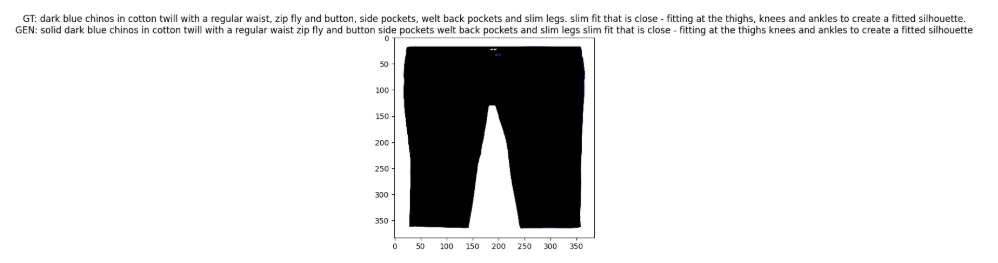 GT: dark blue chinos in cotton twill with a regular waist, zip fly and button, side pockets, welt back pockets and slim legs. slim fit that is close - fitting at the thighs, knees and ankles to create a fitted silhouette.
GEN: solid dark blue chinos in cotton twill with a regular waist zip fly and button side pockets welt back pockets and slim legs slim fit that is close - fitting at the thighs knees and ankles to create a fitted silhouette
0
50
100
150
200
250
300
350
0 50 100 150 200 250 300 350